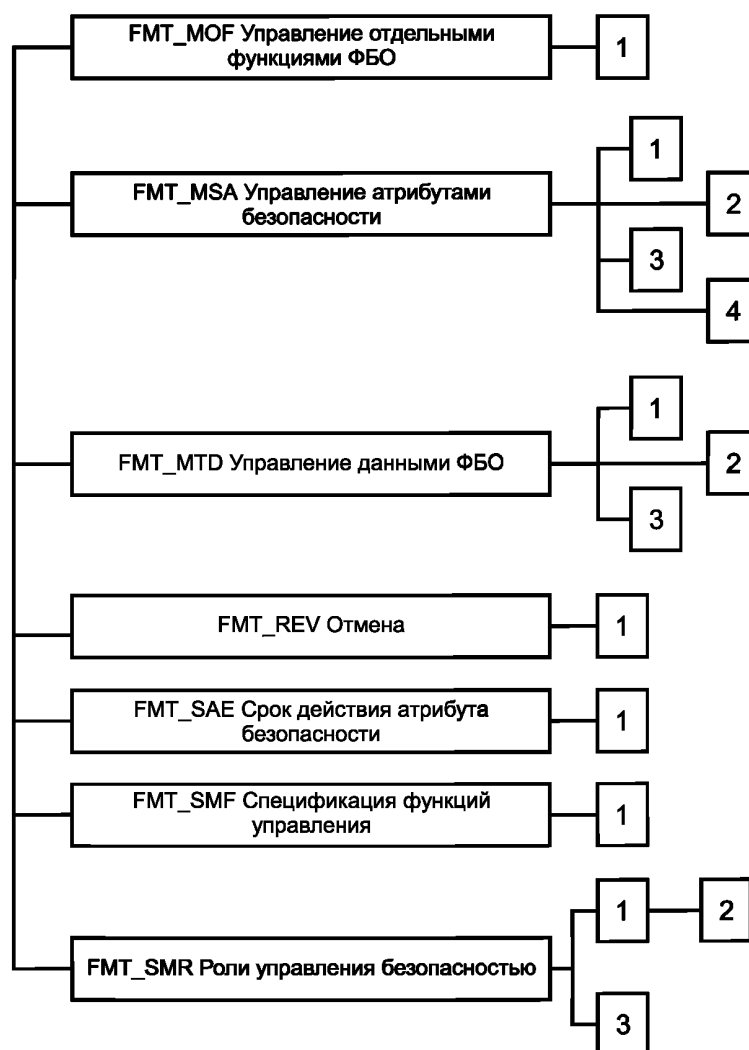 FMT_MOF Управление отдельными
функциями ФБО
1
FMT_MSA Управление атрибутами
безопасности
1
2
3
4
FMT_MTD Управление данными ФБО
1
2
3
FMT_REV Отмена
1
FMT_SAE Срок действия атрибута
безопасности
1
FMT_SMF Спецификация функций
управления
1
FMT_SMR Роли управления безопасностью
1
2
3